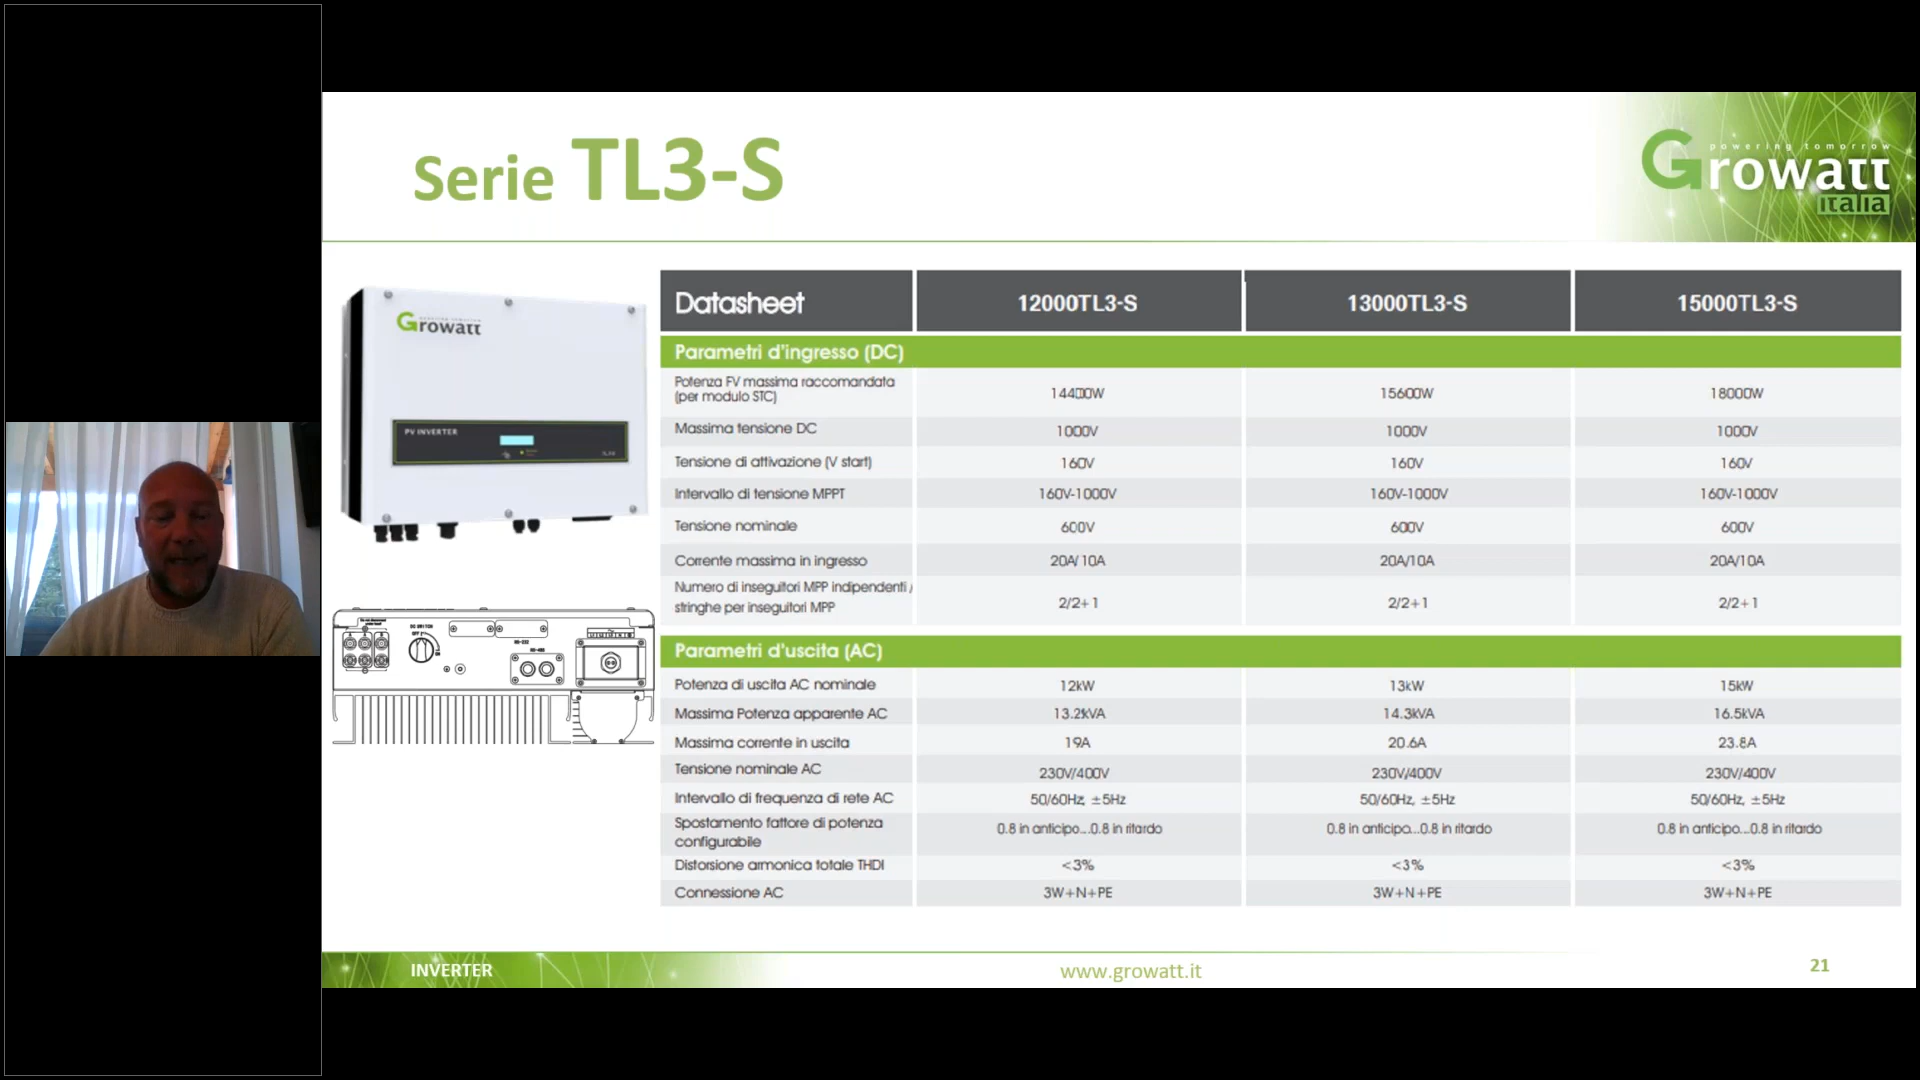 Serie TL3-S
powering tomorrow
Growatt
italia
Growatt
PV INVERTER
DC SWITCH
OFF
ON
RS-232
RS-485
Datasheet 12000TL3-S 13000TL3-S 15000TL3-S
Parametri d'ingresso (DC)
Potenza FV massima raccomandata
(per modulo STC) 14400W 15600W 18000W
Massima tensione DC 1000V 1000V 1000V
Tensione di attivazione (V start) 160V 160V 160V
Intervallo di tensione MPPT 160V-1000V 160V-1000V 160V-1000V
Tensione nominale 600V 600V 600V
Corrente massima in ingresso 20A/10A 20A/10A 20A/10A
Numero di inseguitori MPP indipendenti /
stringhe per inseguitori MPP 2/2+1 2/2+1 2/2+1
Parametri d'uscita (AC)
Potenza di uscita AC nominale 12kW 13kW 15kW
Massima Potenza apparente AC 13.2kVA 14.3kVA 16.5kVA
Massima corrente in uscita 19A 20.6A 23.8A
Tensione nominale AC 230V/400V 230V/400V 230V/400V
Intervallo di frequenza di rete AC 50/60Hz, ±5Hz 50/60Hz, ±5Hz 50/60Hz, ±5Hz
Spostamento fattore di potenza
configurabile 0.8 in anticipo...0.8 in ritardo 0.8 in anticipo...0.8 in ritardo 0.8 in anticipo...0.8 in ritardo
Distorsione armonica totale THDI <3% <3% <3%
Connessione AC 3W+N+PE 3W+N+PE 3W+N+PE
INVERTER
www.growatt.it
21